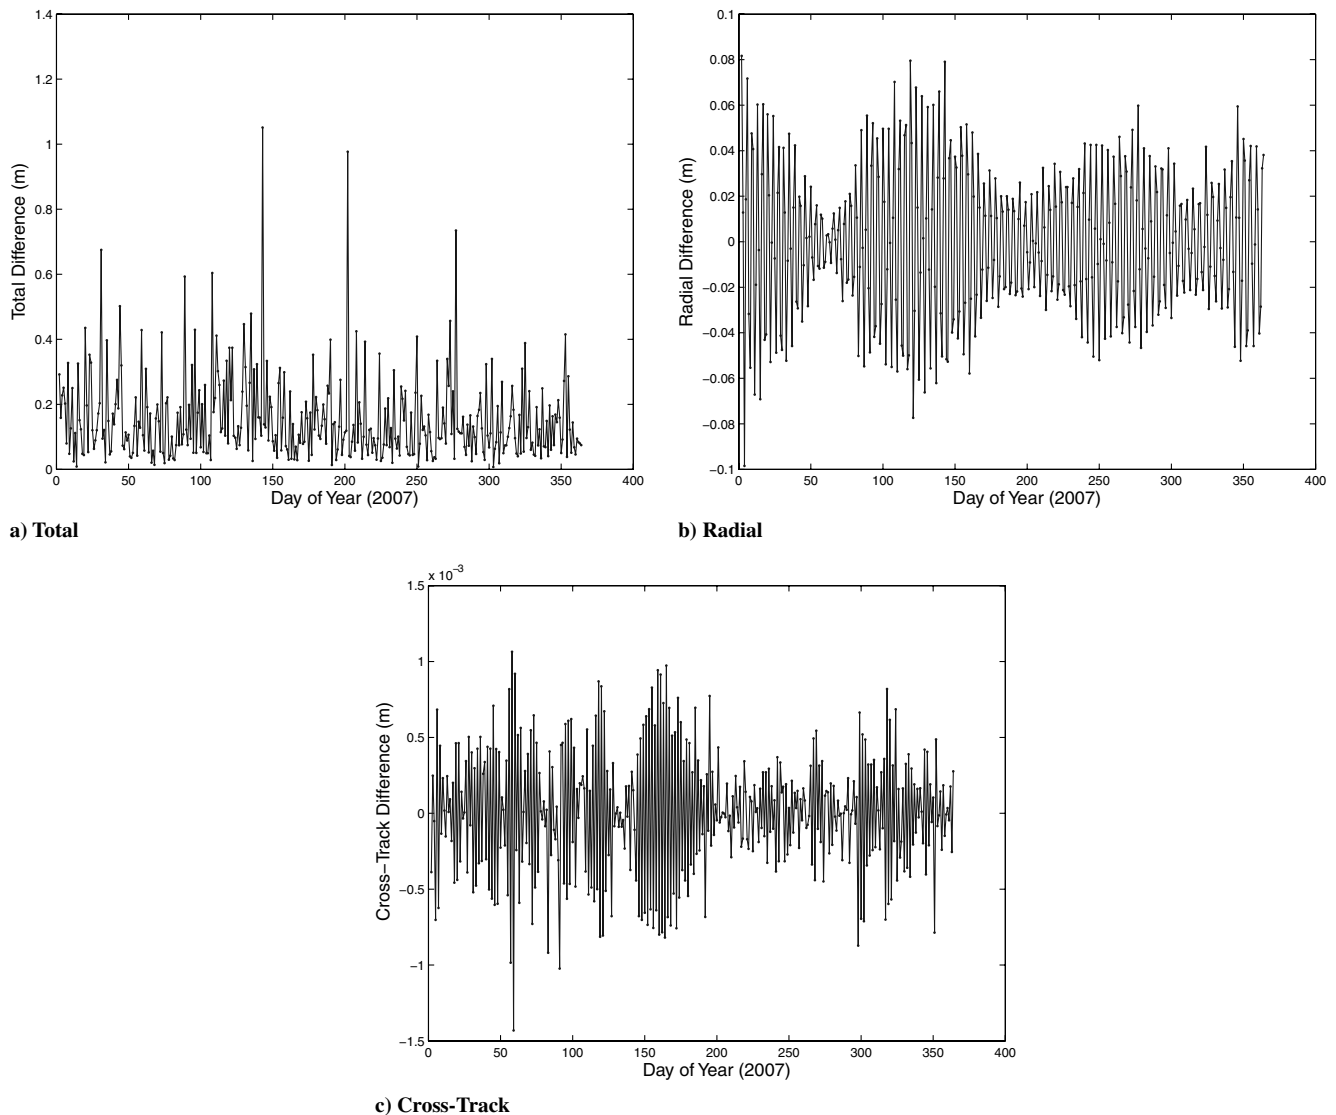 1.4
1.2
1
0.8
0.6
0.4
0.2
0
Total Difference (m)
0 50 100 150 200 250 300 350 400
Day of Year (2007)
a) Total
0.1
0.08
0.06
0.04
0.02
0
−0.02
−0.04
−0.06
−0.08
−0.1
Radial Difference (m)
0 50 100 150 200 250 300 350 400
Day of Year (2007)
b) Radial
x 10−3
1.5
1
0.5
0
−0.5
−1
−1.5
Cross−Track Difference (m)
0 50 100 150 200 250 300 350 400
Day of Year (2007)
c) Cross-Track